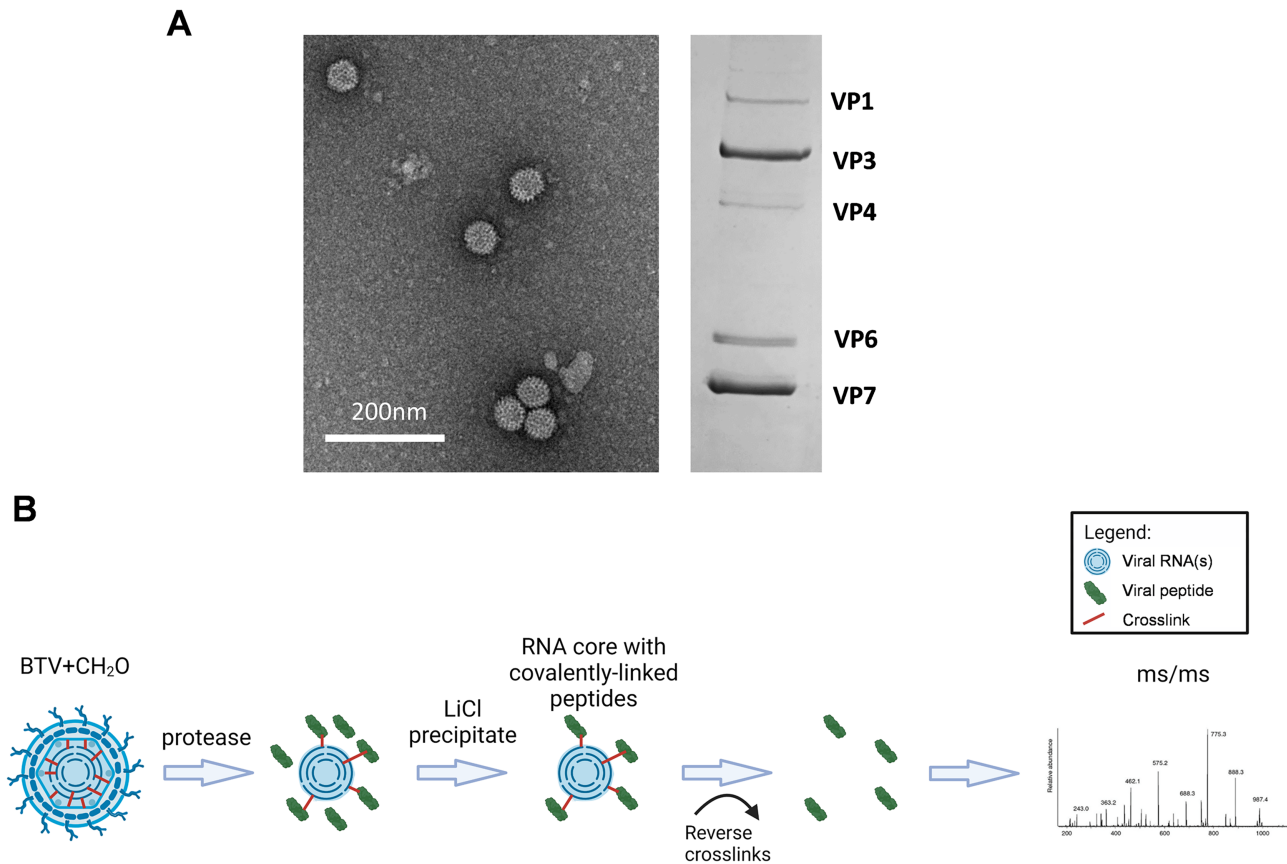 A
200nm
VP1
VP3
VP4
VP6
VP7
B
BTV+CH₂O
protease
LiCl
precipitate
RNA core with
covalently-linked
peptides
Reverse
crosslinks
Legend:
Viral RNA(s)
Viral peptide
Crosslink
ms/ms
Relative abundance
243.0
363.2
462.1
575.2
688.3
775.3
888.3
987.4
200
400
600
800
1000